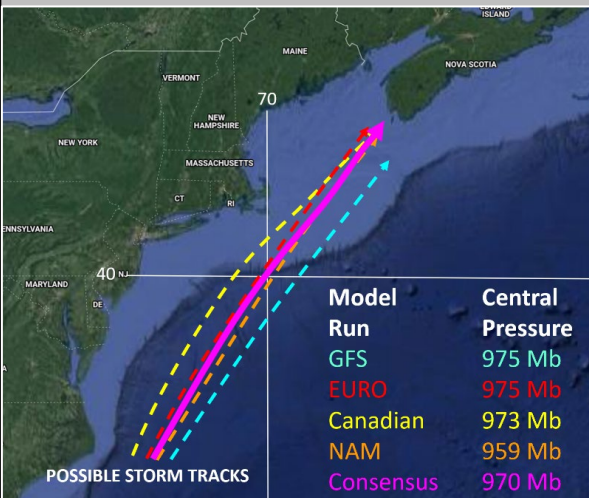 ISLAND
MAINE
NOVA SCOTIA
VERMONT
70
NEW
HAMPSHIRE
NEW YORK
MASSACHUSETTS
CT
RI
ENNSYLVANIA
40 NJ
MARYLAND
DE
Model Central
Run Pressure
GFS 975 Mb
EURO 975 Mb
Canadian 973 Mb
NAM 959 Mb
Consensus 970 Mb
POSSIBLE STORM TRACKS